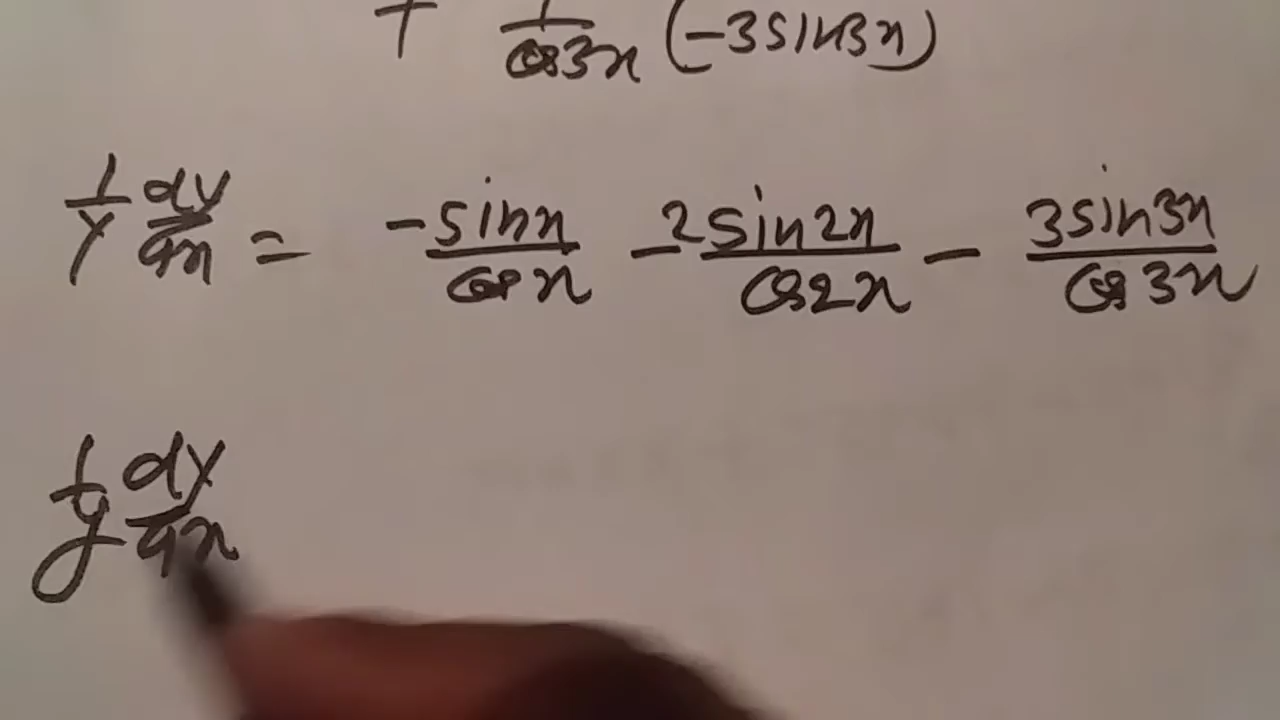 + 1/cos3x (-3sin3x)
1/y dy/dx = -sinx/cosx - 2sin2x/cos2x - 3sin3x/cos3x
1/y dy/dx